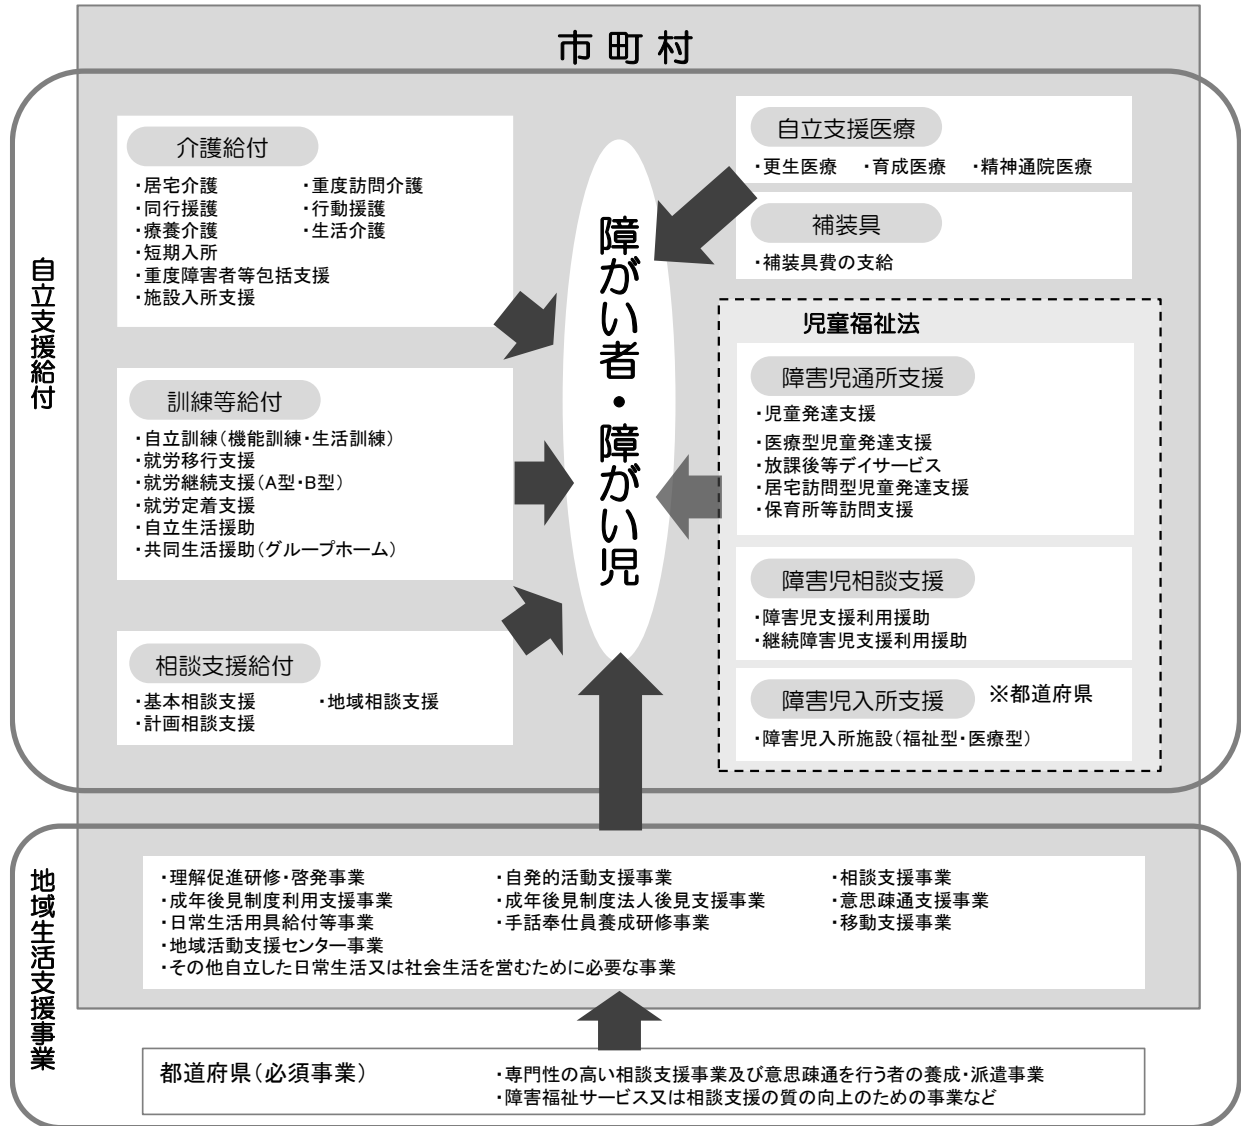 市町村
自立支援給付
介護給付
・居宅介護 ・重度訪問介護
・同行援護 ・行動援護
・療養介護 ・生活介護
・短期入所
・重度障害者等包括支援
・施設入所支援
訓練等給付
・自立訓練(機能訓練・生活訓練)
・就労移行支援
・就労継続支援(A型・B型)
・就労定着支援
・自立生活援助
・共同生活援助(グループホーム)
相談支援給付
・基本相談支援 ・地域相談支援
・計画相談支援
障がい者・障がい児
自立支援医療
・更生医療 ・育成医療 ・精神通院医療
補装具
・補装具費の支給
児童福祉法
障害児通所支援
・児童発達支援
・医療型児童発達支援
・放課後等デイサービス
・居宅訪問型児童発達支援
・保育所等訪問支援
障害児相談支援
・障害児支援利用援助
・継続障害児支援利用援助
障害児入所支援 ※都道府県
・障害児入所施設(福祉型・医療型)
地域生活支援事業
・理解促進研修・啓発事業 ・自発的活動支援事業 ・相談支援事業
・成年後見制度利用支援事業 ・成年後見制度法人後見支援事業 ・意思疎通支援事業
・日常生活用具給付等事業 ・手話奉仕員養成研修事業 ・移動支援事業
・地域活動支援センター事業
・その他自立した日常生活又は社会生活を営むために必要な事業
都道府県(必須事業) ・専門性の高い相談支援事業及び意思疎通を行う者の養成・派遣事業
・障害福祉サービス又は相談支援の質の向上のための事業など